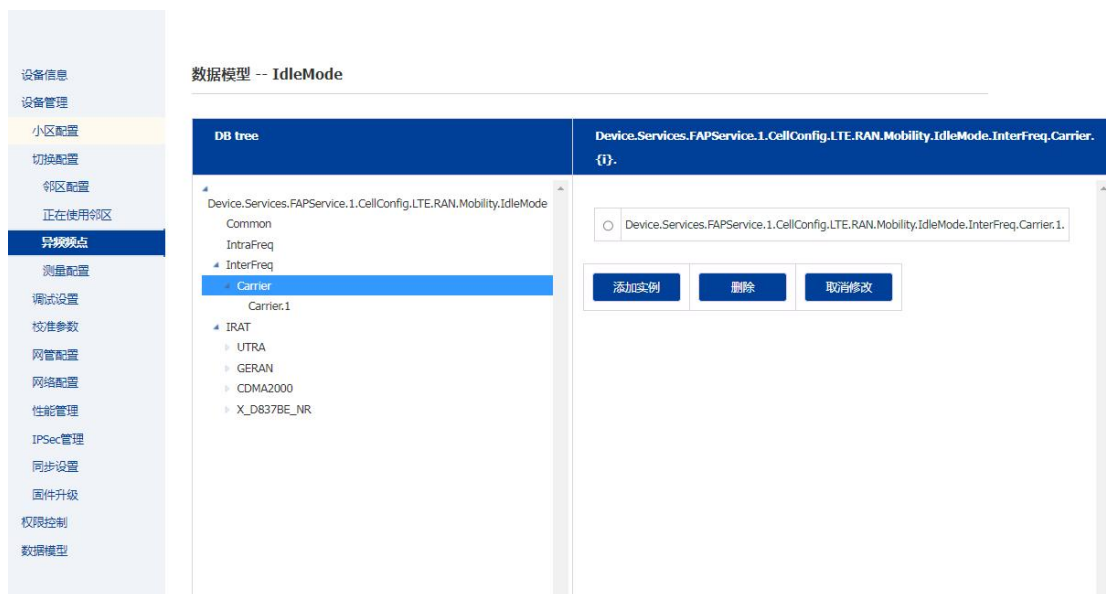 设备信息
设备管理
小区配置
切换配置
邻区配置
正在使用邻区
异频频点
测量配置
调试设置
校准参数
网管配置
网络配置
性能管理
IPSec管理
同步设置
固件升级
权限控制
数据模型
数据模型 -- IdleMode
DB tree
Device.Services.FAPService.1.CellConfig.LTE.RAN.Mobility.IdleMode
Common
IntraFreq
InterFreq
Carrier
Carrier.1
IRAT
UTRA
GERAN
CDMA2000
X_D837BE_NR
Device.Services.FAPService.1.CellConfig.LTE.RAN.Mobility.IdleMode.InterFreq.Carrier.
{i}.
Device.Services.FAPService.1.CellConfig.LTE.RAN.Mobility.IdleMode.InterFreq.Carrier.1.
添加实例 删除 取消修改